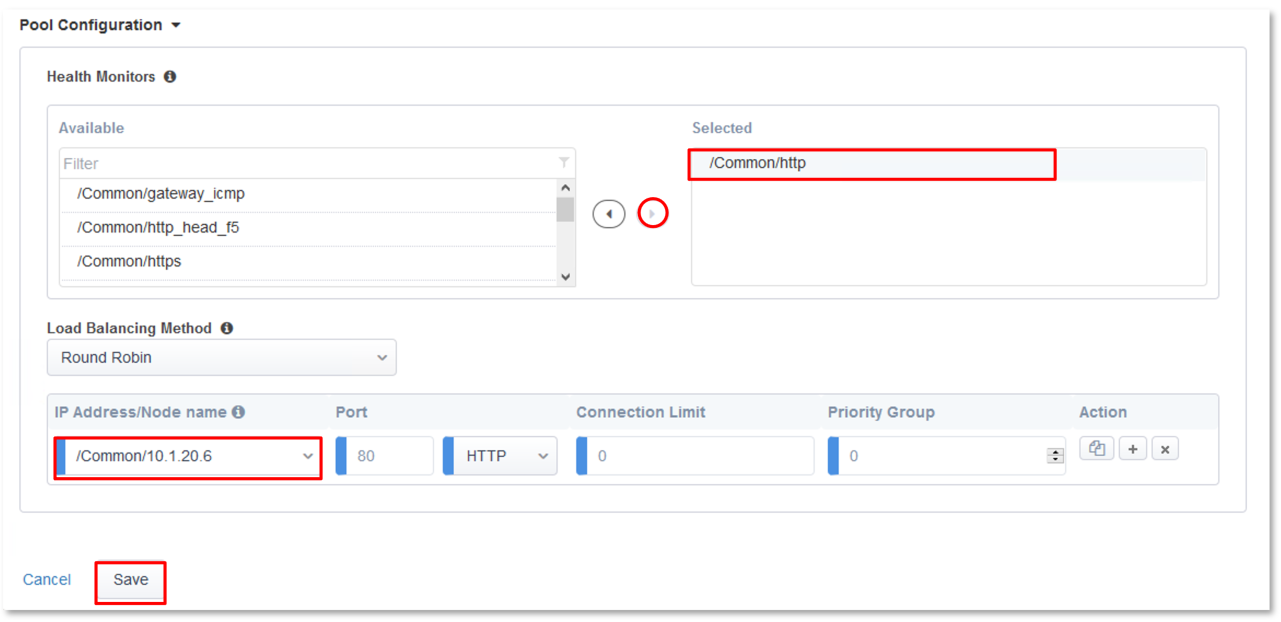 Pool Configuration
Health Monitors
Available
Selected
Filter
/Common/http
/Common/gateway_icmp
/Common/http_head_f5
/Common/https
Load Balancing Method
Round Robin
IP Address/Node name Port Connection Limit Priority Group Action
/Common/10.1.20.6 80 HTTP 0 0
Cancel Save